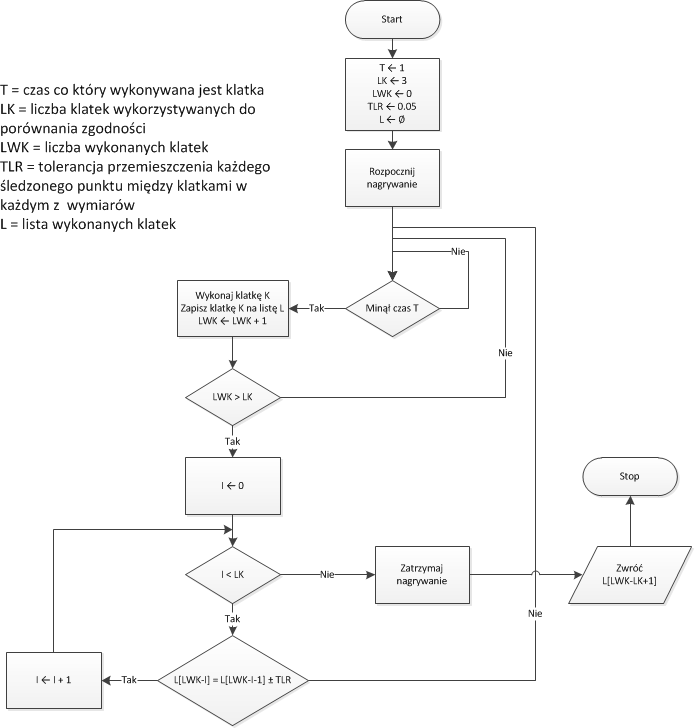 Start
T ← 1
LK ← 3
LWK ← 0
TLR ← 0.05
L ← Ø
T = czas co który wykonywana jest klatka
LK = liczba klatek wykorzystywanych do
porównania zgodności
LWK = liczba wykonanych klatek
TLR = tolerancja przemieszczenia każdego
śledzonego punktu między klatkami w
każdym z wymiarów
L = lista wykonanych klatek
Rozpocznij
nagrywanie
Nie
Minął czas T
Tak
Wykonaj klatkę K
Zapisz klatkę K na listę L
LWK ← LWK + 1
Nie
LWK > LK
Tak
I ← 0
Stop
I < LK
Nie
Zatrzymaj
nagrywanie
Zwróć
L[LWK-LK+1]
Tak
Nie
I ← I + 1
Tak
L[LWK-I] = L[LWK-I-1] ± TLR